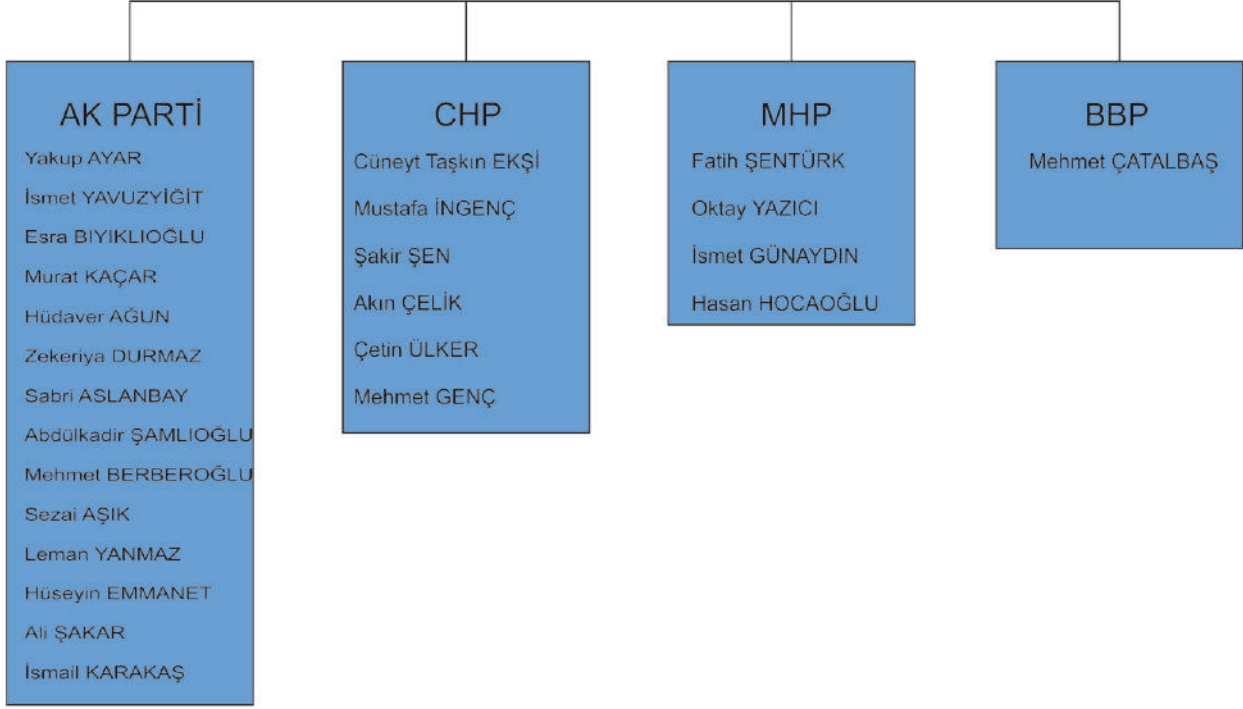 AK PARTİ
Yakup AYAR
İsmet YAVUZYİĞİT
Esra BIYIKLIOĞLU
Murat KAÇAR
Hüdaver AĞUN
Zekeriya DURMAZ
Sabri ASLANBAY
Abdülkadir ŞAMLIOĞLU
Mehmet BERBEROĞLU
Sezai AŞIK
Leman YANMAZ
Hüseyin EMMANET
Ali ŞAKAR
İsmail KARAKAŞ
CHP
Cüneyt Taşkın EKŞİ
Mustafa İNGENÇ
Şakir ŞEN
Akın ÇELİK
Çetin ÜLKER
Mehmet GENÇ
MHP
Fatih ŞENTÜRK
Oktay YAZICI
İsmet GÜNAYDIN
Hasan HOCAOĞLU
BBP
Mehmet ÇATALBAŞ